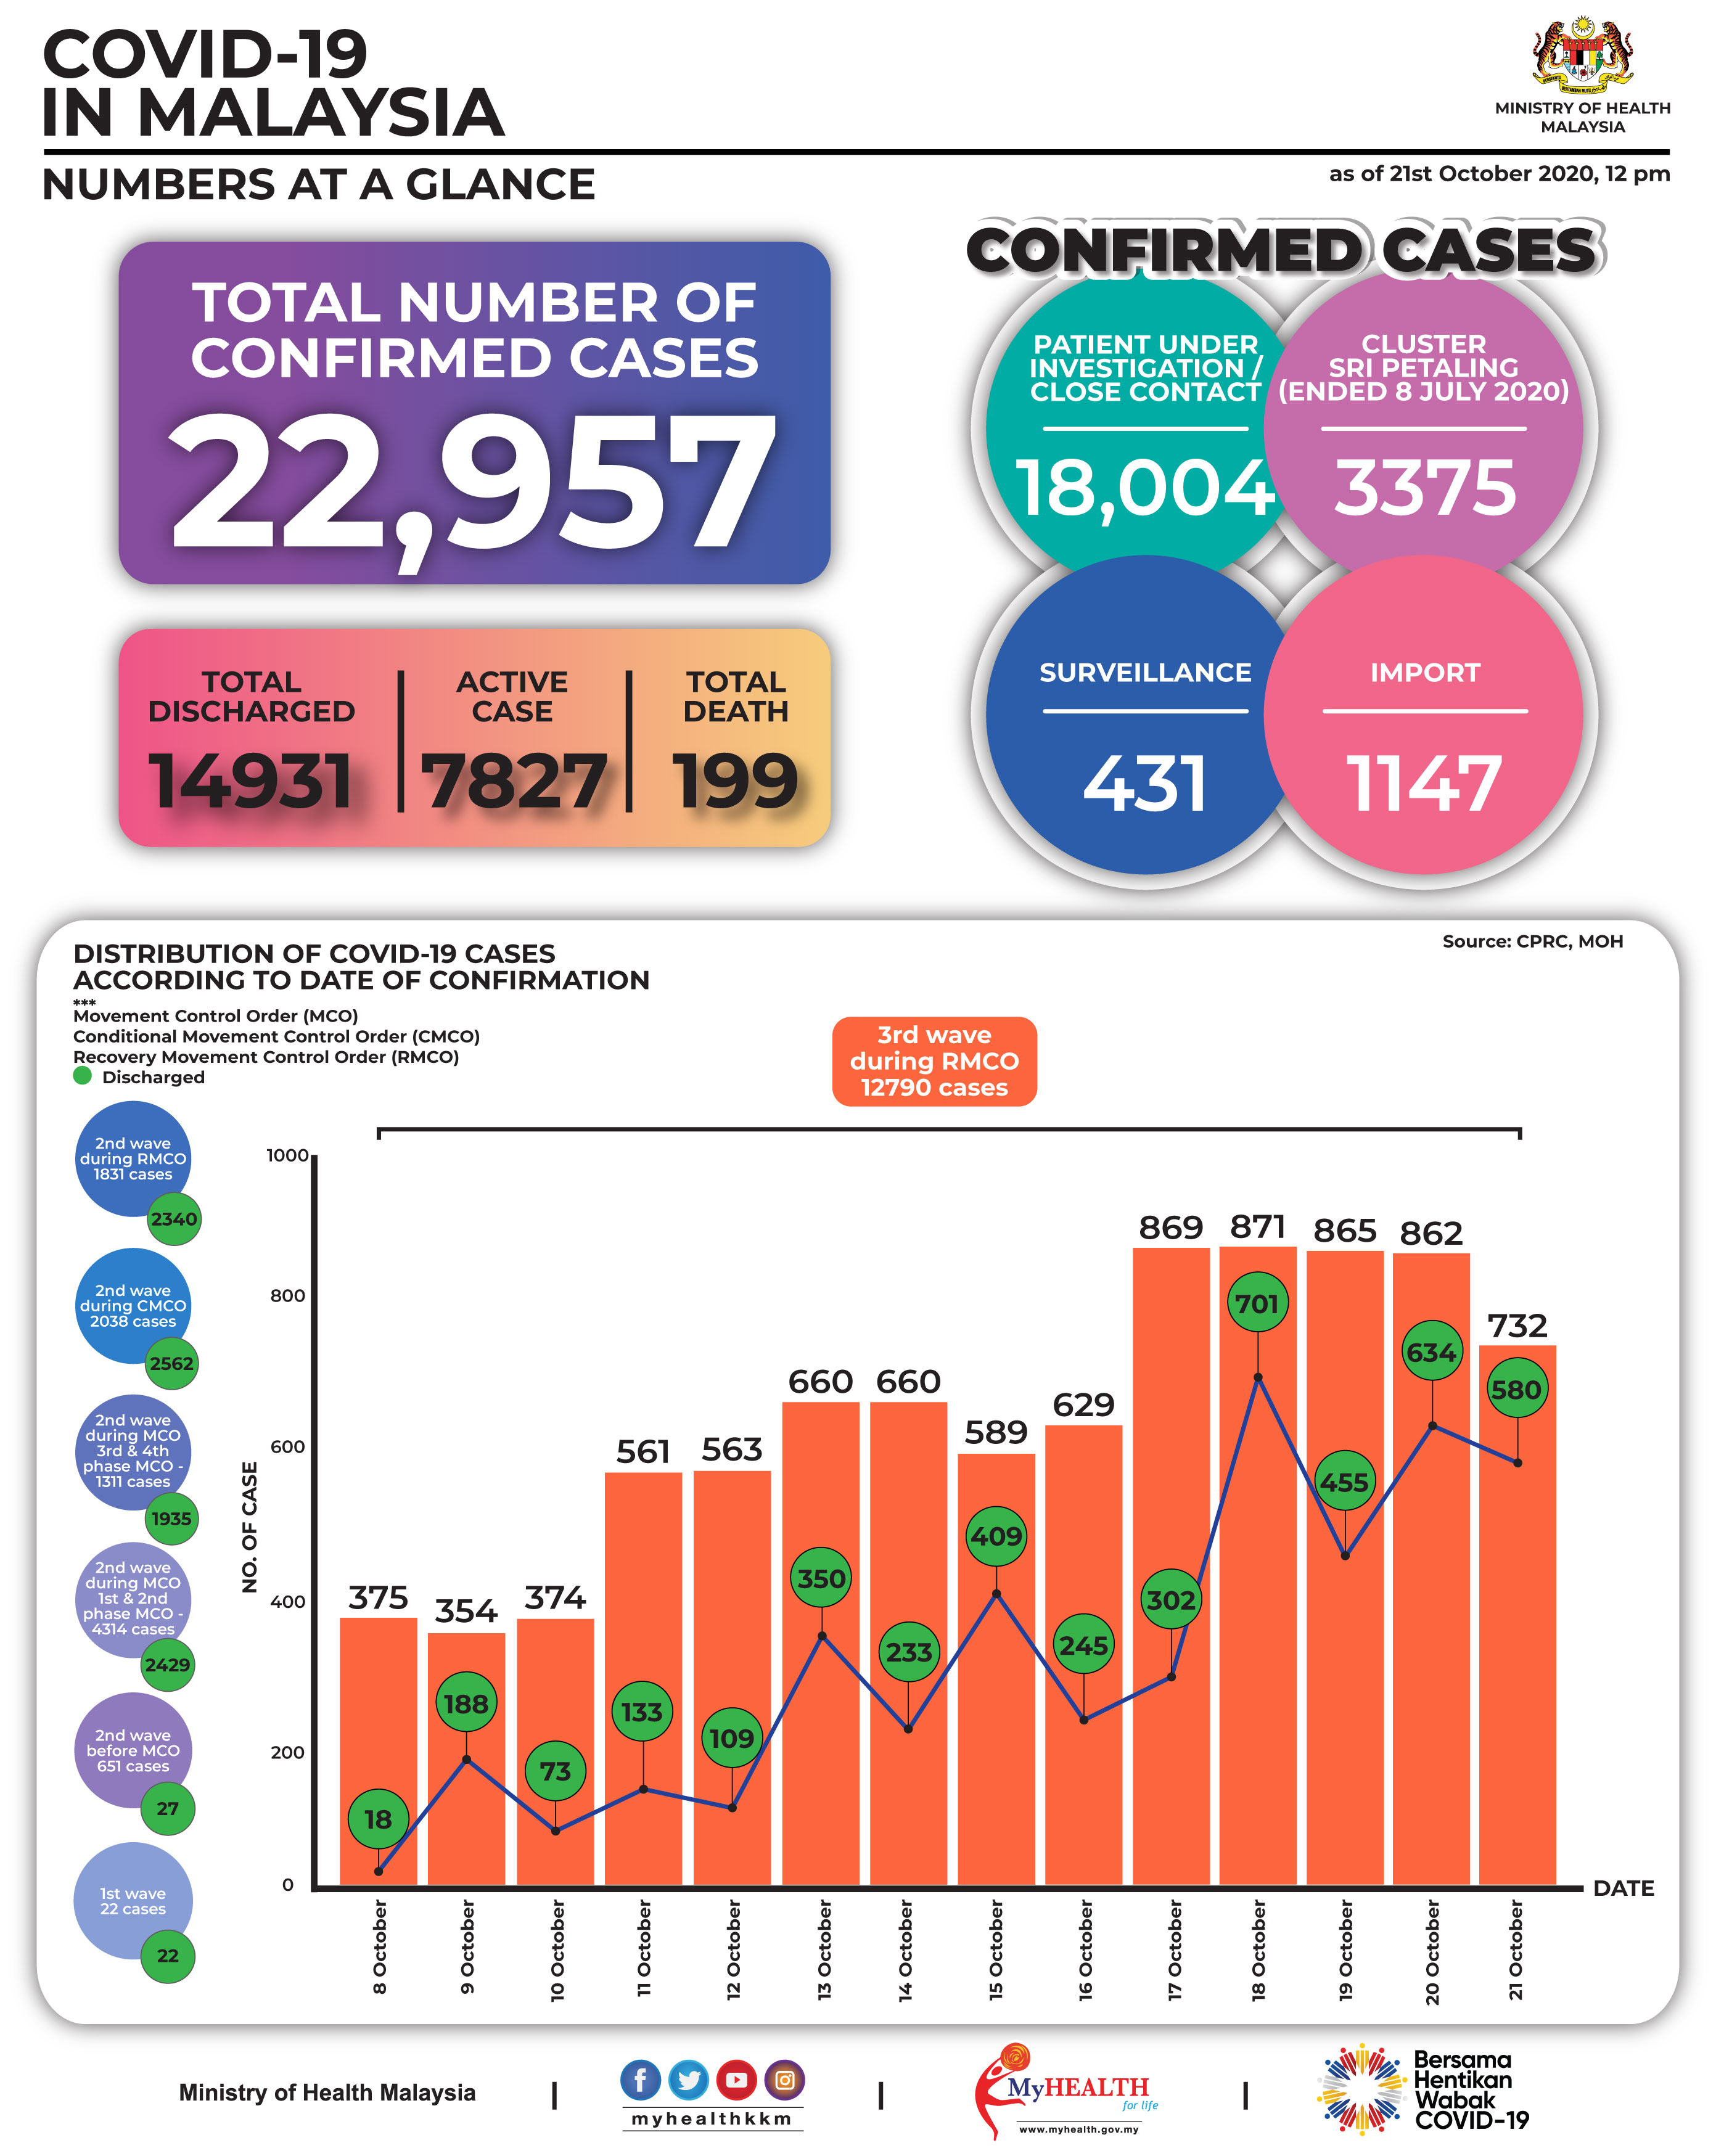 COVID-19
IN MALAYSIA
MINISTRY OF HEALTH
MALAYSIA
NUMBERS AT A GLANCE
as of 21st October 2020, 12 pm
TOTAL NUMBER OF
CONFIRMED CASES
22,957
TOTAL
DISCHARGED
14931
ACTIVE
CASE
7827
TOTAL
DEATH
199
CONFIRMED CASES
PATIENT UNDER
INVESTIGATION /
CLOSE CONTACT
18,004
CLUSTER
SRI PETALING
(ENDED 8 JULY 2020)
3375
SURVEILLANCE
431
IMPORT
1147
DISTRIBUTION OF COVID-19 CASES
ACCORDING TO DATE OF CONFIRMATION
Source: CPRC, MOH
***
Movement Control Order (MCO)
Conditional Movement Control Order (CMCO)
Recovery Movement Control Order (RMCO)
Discharged
3rd wave
during RMCO
12790 cases
2nd wave
during RMCO
1831 cases
2340
2nd wave
during CMCO
2038 cases
2562
2nd wave
during MCO
3rd & 4th
phase MCO -
1311 cases
1935
2nd wave
during MCO
1st & 2nd
phase MCO -
4314 cases
2429
2nd wave
before MCO
651 cases
27
1st wave
22 cases
22
NO. OF CASE
1000
800
600
400
200
0
375
354
374
561
563
660
660
589
629
869
871
865
862
732
18
188
73
133
109
350
233
409
245
302
701
455
634
580
DATE
8 October
9 October
10 October
11 October
12 October
13 October
14 October
15 October
16 October
17 October
18 October
19 October
20 October
21 October
Ministry of Health Malaysia
myhealthkkm
MyHEALTH
for life
www.myhealth.gov.my
Bersama
Hentikan
Wabak
COVID-19